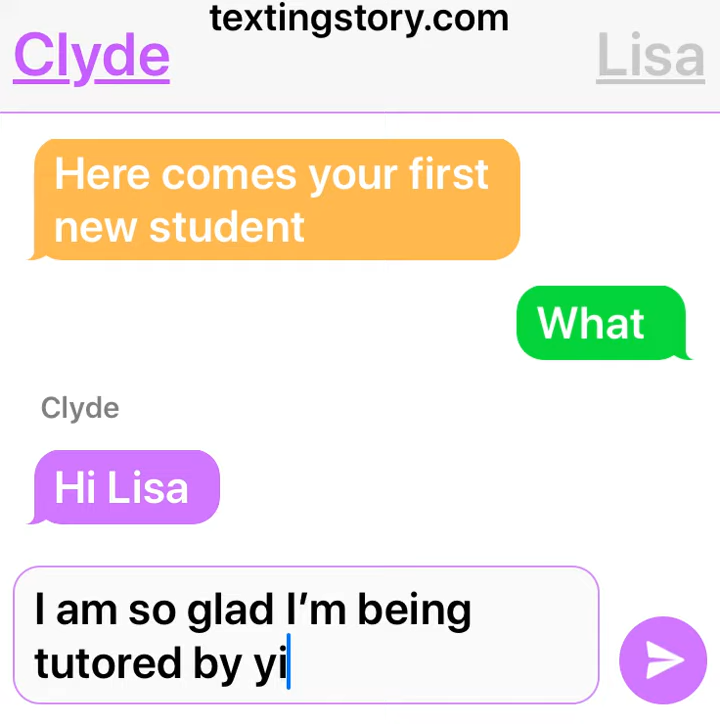 textingstory.com
Clyde
Lisa
Here comes your first
new student
What
Clyde
Hi Lisa
I am so glad I’m being
tutored by yi